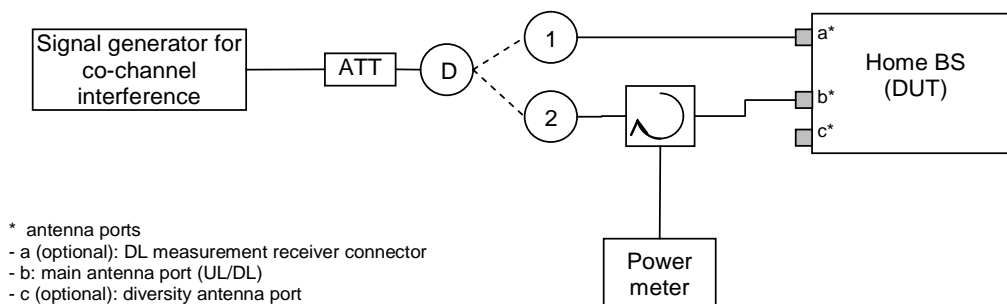 Signal generator for
co-channel
interference
ATT
D
1
2
a*
b*
c*
Home BS
(DUT)
Power
meter
* antenna ports
- a (optional): DL measurement receiver connector
- b: main antenna port (UL/DL)
- c (optional): diversity antenna port